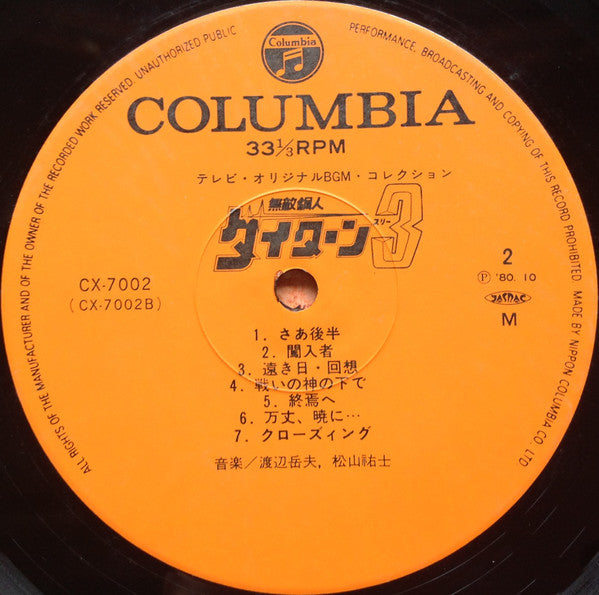 ALL RIGHTS OF THE MANUFACTURER AND OF THE OWNER OF THE RECORDED WORK RESERVED. UNAUTHORIZED PUBLIC PERFORMANCE, BROADCASTING AND COPYING OF THIS RECORD PROHIBITED. MADE BY NIPPON COLUMBIA CO., LTD
Columbia
COLUMBIA
33⅓RPM
テレビ・オリジナルBGM・コレクション
無敵鋼人
ダイターン3
スリー
CX-7002
(CX-7002B)
2
Ⓟ '80. 10
JASRAC
M
1. さあ後半
2. 闖入者
3. 遠き日・回想
4. 戦いの神の下で
5. 終焉へ
6. 万丈、暁に…
7. クローズィング
音楽/渡辺岳夫, 松山祐士